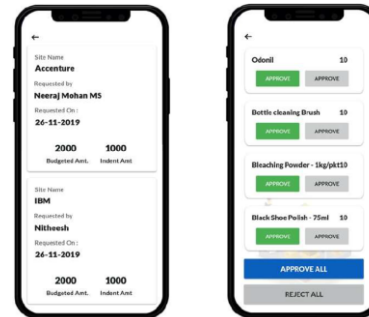 Site Name
Accenture
Requested by
Neeraj Mohan MS
Requested On :
26-11-2019
2000 1000
Budgeted Amt. Indent Amt
Site Name
IBM
Requested by
Nitheesh
Requested On :
26-11-2019
2000 1000
Budgeted Amt. Indent Amt
Odonil 10
APPROVE APPROVE
Bottle cleaning Brush 10
APPROVE APPROVE
Bleaching Powder - 1kg/pkt10
APPROVE APPROVE
Black Shoe Polish - 75ml 10
APPROVE APPROVE
APPROVE ALL
REJECT ALL